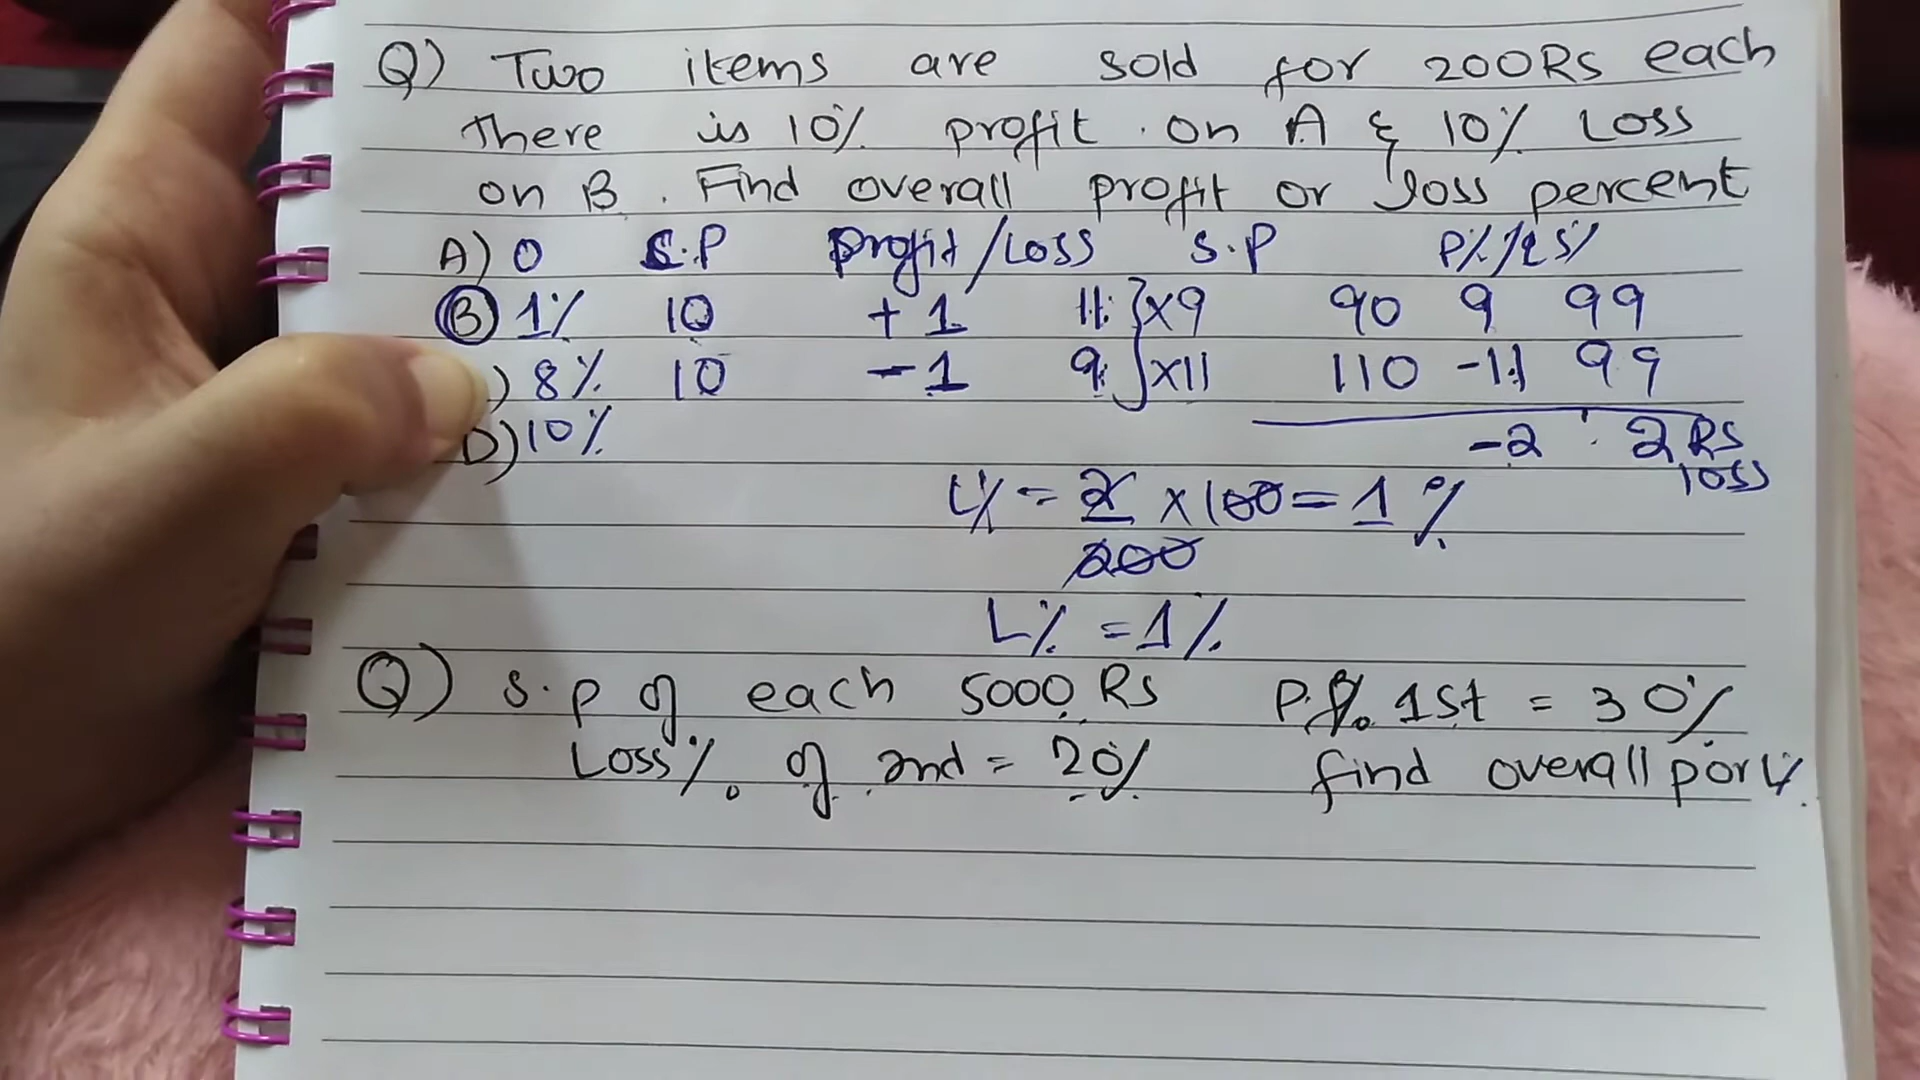 Q) Two items are sold for 200Rs each
There is 10% profit . on A & 10% Loss
on B . Find overall profit or loss percent
A) 0 S.P profit/Loss S.P P%/LS%
B) 1% 10 + 1 11 } ×9 90 9 99
) 8% 10 - 1 9 } ×11 110 -11 99
D) 10% -2 2 Rs
loss
L% = 2 × 100 = 1 %
200
L% = 1%
Q) S.P of each 5000 Rs P.% 1st = 30%
Loss% of 2nd = 20% find overall P or L%